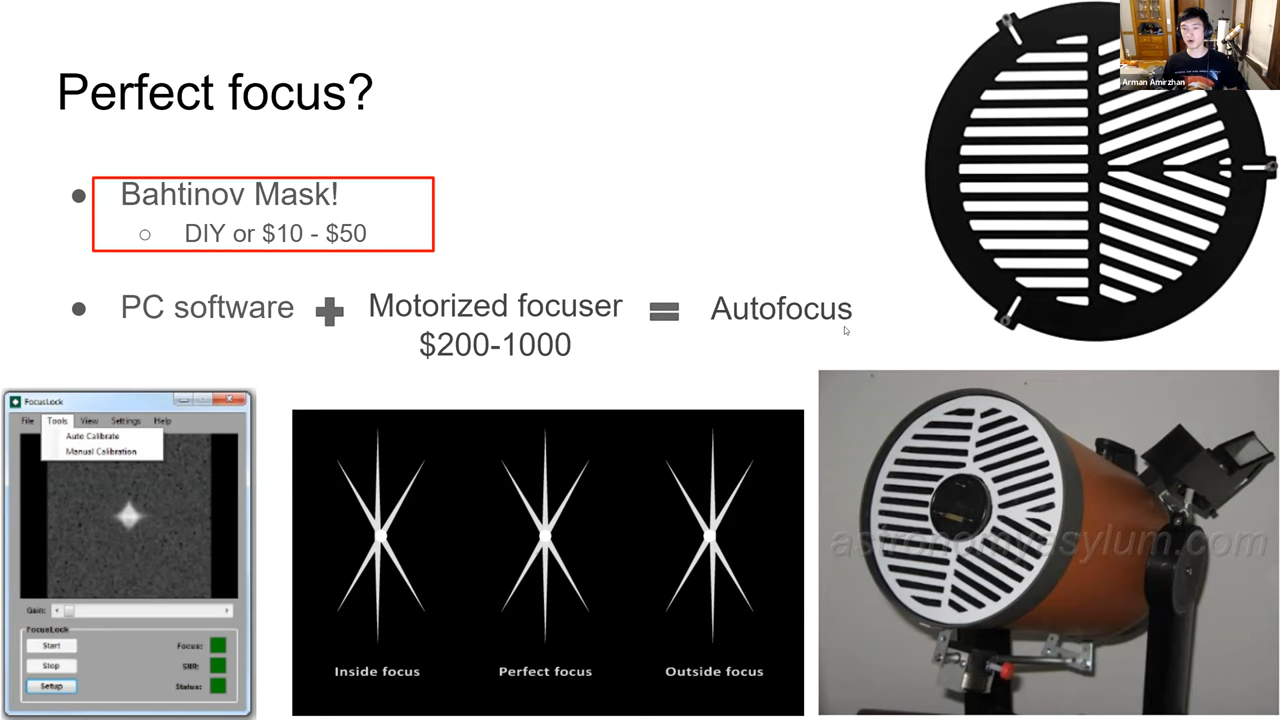 Arman Amirzhan
Perfect focus?
Bahtinov Mask!
DIY or $10 - $50
PC software
Motorized focuser
$200-1000
Autofocus
FocusLock
File Tools View Settings Help
Auto Calibrate
Manual Calibration
Gain:
FocusLock
Start
Focus:
Stop
SNR:
Setup
Status:
Inside focus
Perfect focus
Outside focus
astronomyasylum.com